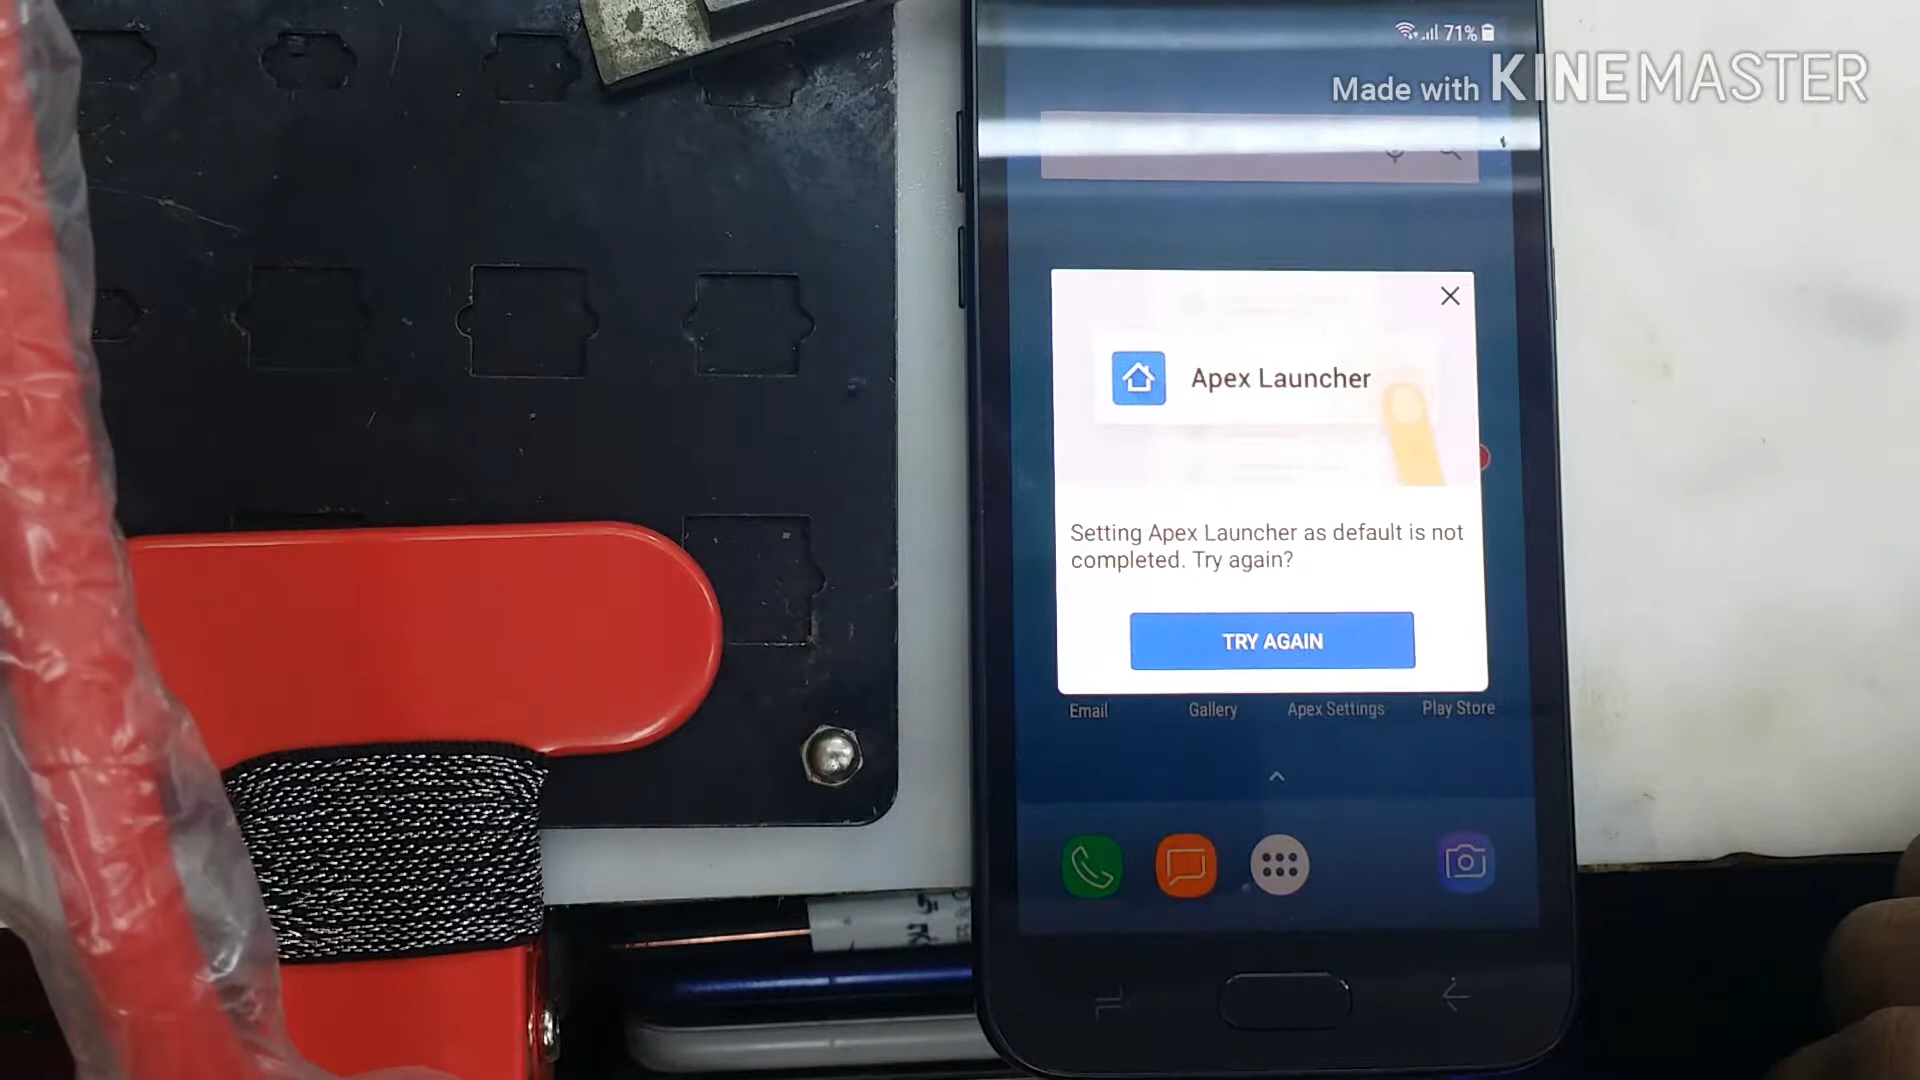 71%
Made with KINEMASTER
Apex Launcher
Setting Apex Launcher as default is not
completed. Try again?
TRY AGAIN
Email Gallery Apex Settings Play Store